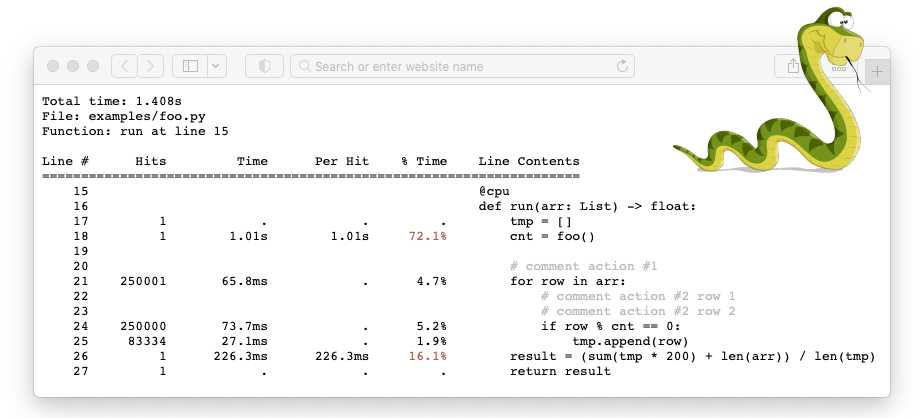 Search or enter website name
Total time: 1.408s
File: examples/foo.py
Function: run at line 15
Line #      Hits         Time      Per Hit    % Time    Line Contents
=====================================================================
    15                                                  @cpu
    16                                                  def run(arr: List) -> float:
    17         1            .            .         .        tmp = []
    18         1        1.01s        1.01s     72.1%        cnt = foo()
    19
    20                                                      # comment action #1
    21    250001       65.8ms            .      4.7%        for row in arr:
    22                                                          # comment action #2 row 1
    23                                                          # comment action #2 row 2
    24    250000       73.7ms            .      5.2%            if row % cnt == 0:
    25     83334       27.1ms            .      1.9%                tmp.append(row)
    26         1      226.3ms      226.3ms     16.1%        result = (sum(tmp * 200) + len(arr)) / len(tmp)
    27         1            .            .         .        return result